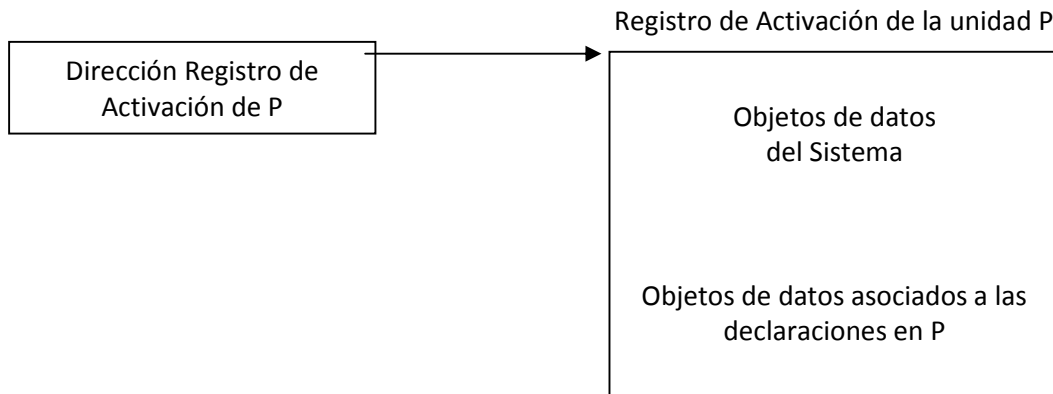 Registro de Activación de la unidad P
Dirección Registro de
Activación de P
Objetos de datos
del Sistema
Objetos de datos asociados a las
declaraciones en P